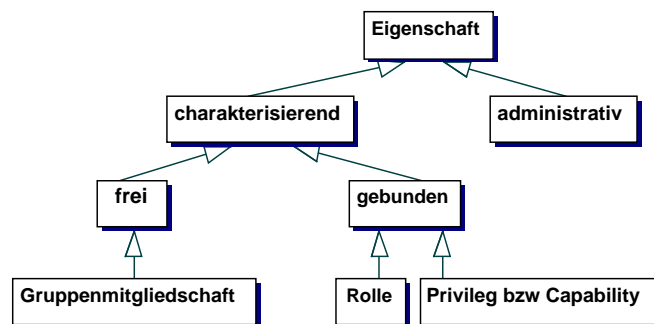 Eigenschaft
charakterisierend
administrativ
frei
gebunden
Gruppenmitgliedschaft
Rolle
Privileg bzw Capability